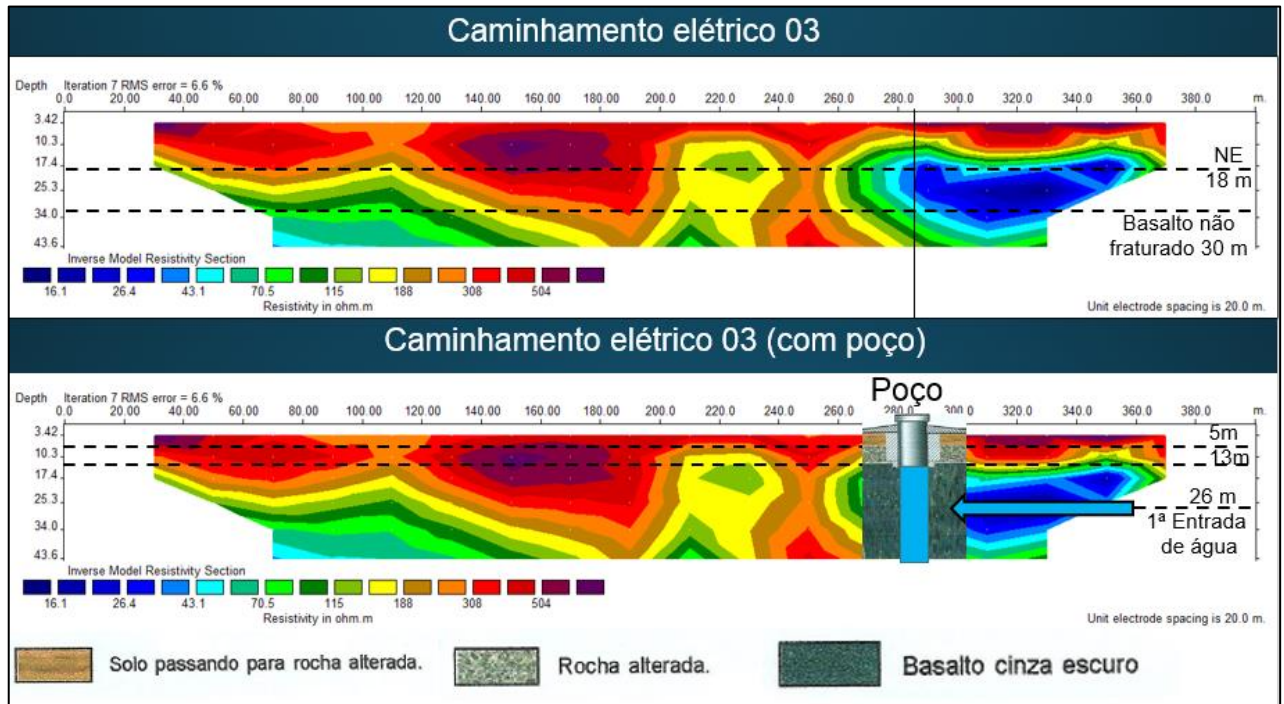 Caminhamento elétrico 03
Depth Iteration 7 RMS error = 6.6 %
0.0 20.00 40.00 60.00 80.00 100.00 120.00 140.00 160.00 180.00 200.00 220.00 240.00 260.0 280.0 300.0 320.0 340.0 360.0 380.0 m.
3.42
10.3
17.4
25.3
34.0
43.6
NE
18 m
Basalto não
fraturado 30 m
Inverse Model Resistivity Section
16.1 26.4 43.1 70.5 115 188 308 504
Resistivity in ohm.m
Unit electrode spacing is 20.0 m.
Caminhamento elétrico 03 (com poço)
Poço
Depth Iteration 7 RMS error = 6.6 %
0.0 20.00 40.00 60.00 80.00 100.00 120.00 140.00 160.00 180.00 200.00 220.00 240.00 260.0 280.0 300.0 320.0 340.0 360.0 380.0 m.
3.42
10.3
17.4
25.3
34.0
43.6
5m
13m
26 m
1ª Entrada
de água
Inverse Model Resistivity Section
16.1 26.4 43.1 70.5 115 188 308 504
Resistivity in ohm.m
Unit electrode spacing is 20.0 m.
Solo passando para rocha alterada.
Rocha alterada.
Basalto cinza escuro